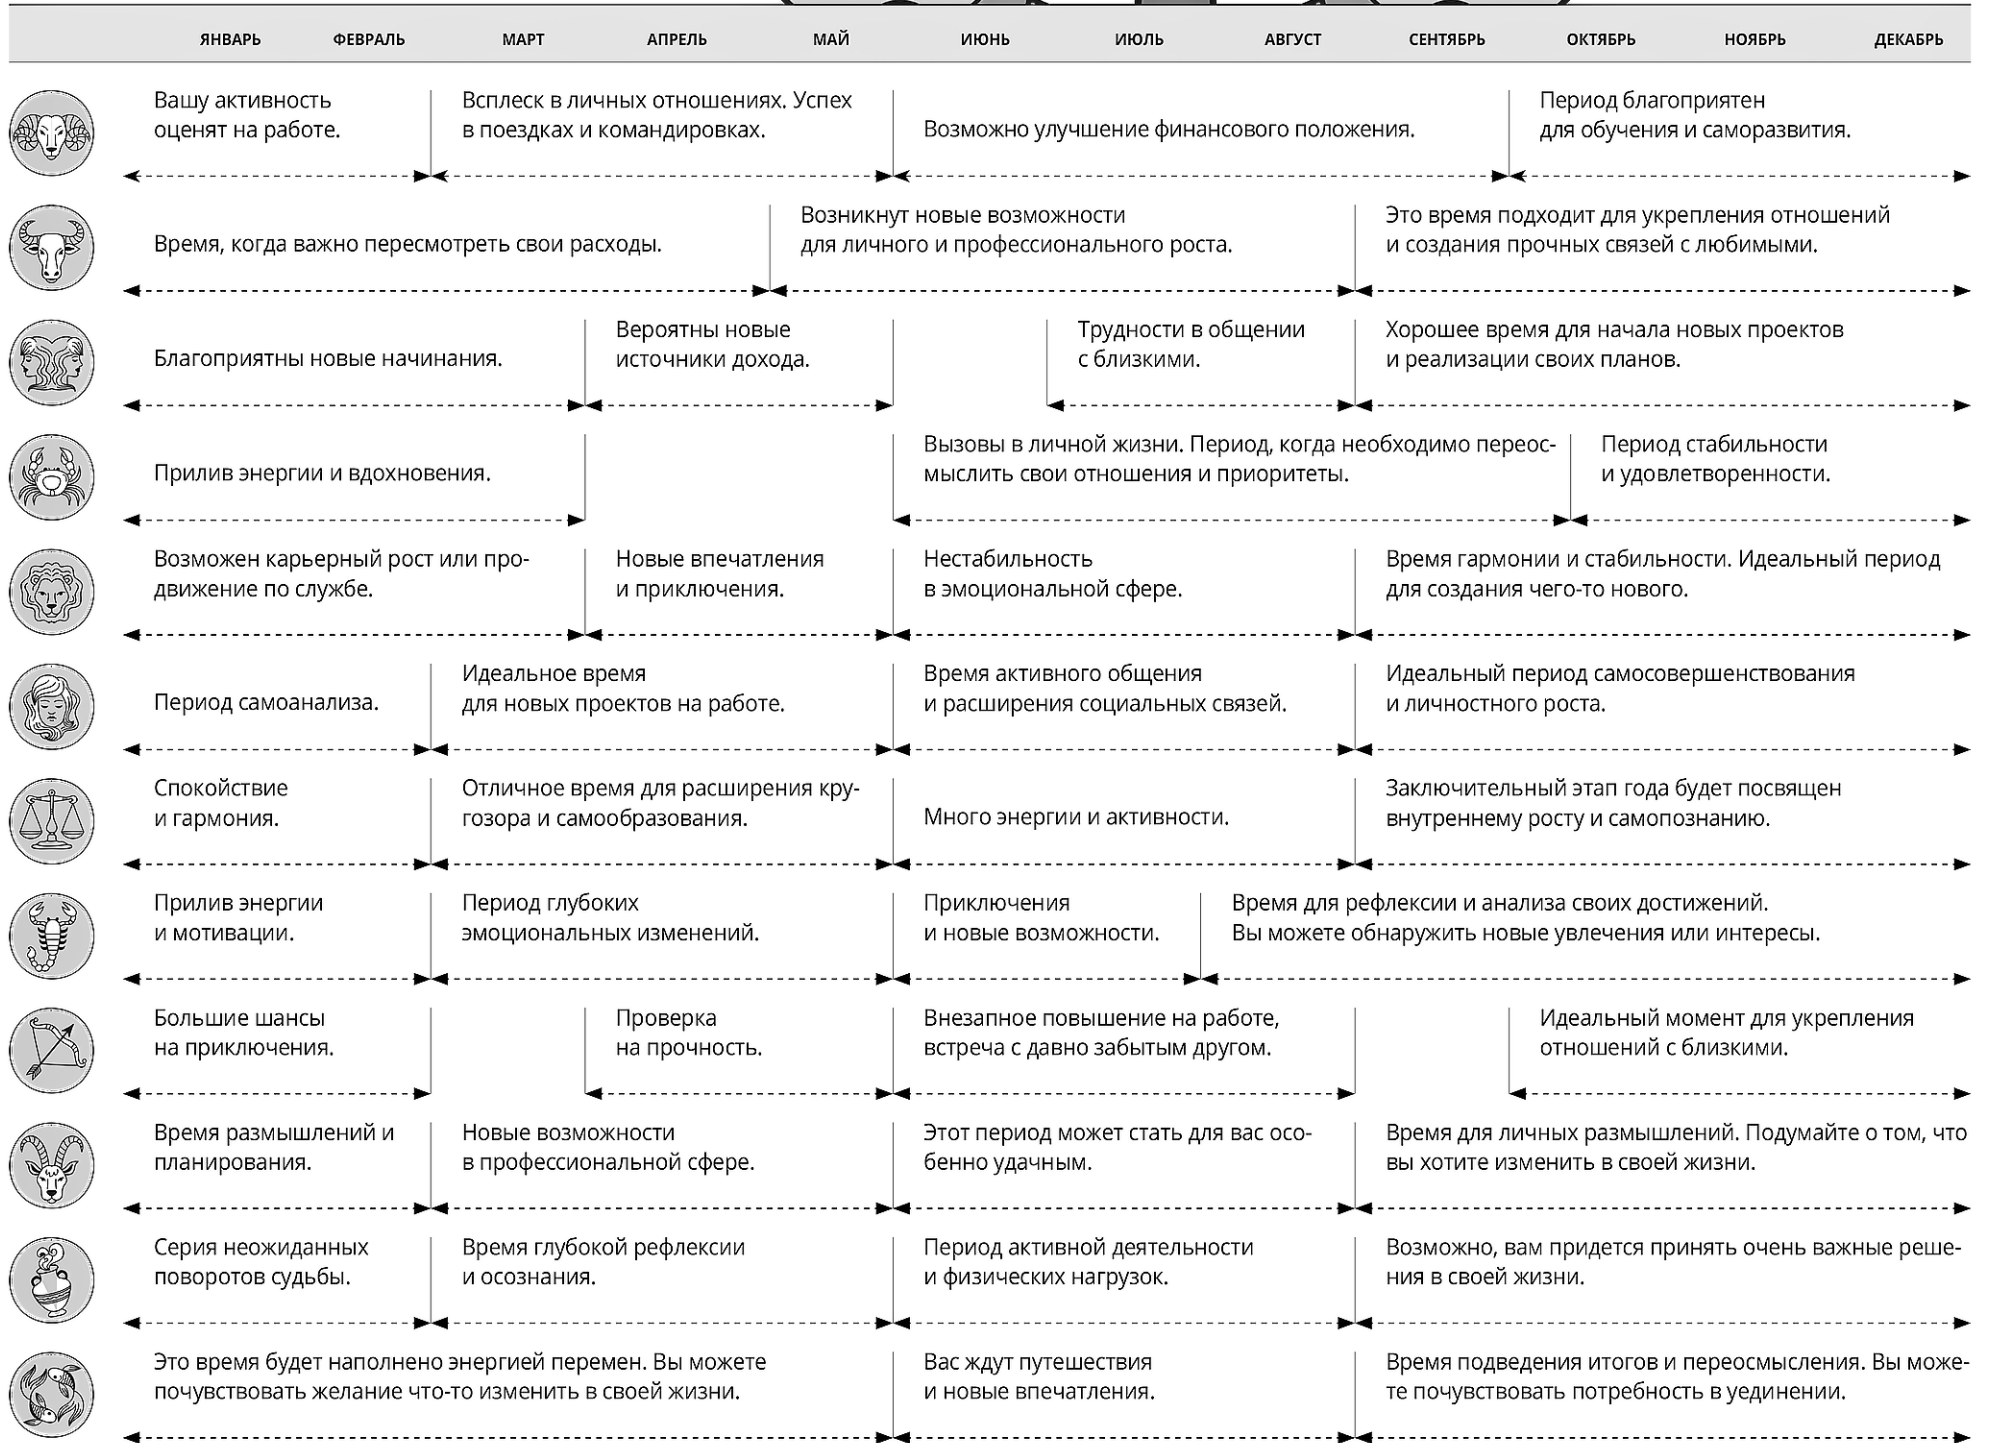 ЯНВАРЬ ФЕВРАЛЬ МАРТ АПРЕЛЬ МАЙ ИЮНЬ ИЮЛЬ АВГУСТ СЕНТЯБРЬ ОКТЯБРЬ НОЯБРЬ ДЕКАБРЬ
Вашу активность
оценят на работе.
Всплеск в личных отношениях. Успех
в поездках и командировках.
Возможно улучшение финансового положения.
Период благоприятен
для обучения и саморазвития.
Время, когда важно пересмотреть свои расходы.
Возникнут новые возможности
для личного и профессионального роста.
Это время подходит для укрепления отношений
и создания прочных связей с любимыми.
Благоприятны новые начинания.
Вероятны новые
источники дохода.
Трудности в общении
с близкими.
Хорошее время для начала новых проектов
и реализации своих планов.
Прилив энергии и вдохновения.
Вызовы в личной жизни. Период, когда необходимо переос-
мыслить свои отношения и приоритеты.
Период стабильности
и удовлетворенности.
Возможен карьерный рост или про-
движение по службе.
Новые впечатления
и приключения.
Нестабильность
в эмоциональной сфере.
Время гармонии и стабильности. Идеальный период
для создания чего-то нового.
Период самоанализа.
Идеальное время
для новых проектов на работе.
Время активного общения
и расширения социальных связей.
Идеальный период самосовершенствования
и личностного роста.
Спокойствие
и гармония.
Отличное время для расширения кру-
гозора и самообразования.
Много энергии и активности.
Заключительный этап года будет посвящен
внутреннему росту и самопознанию.
Прилив энергии
и мотивации.
Период глубоких
эмоциональных изменений.
Приключения
и новые возможности.
Время для рефлексии и анализа своих достижений.
Вы можете обнаружить новые увлечения или интересы.
Большие шансы
на приключения.
Проверка
на прочность.
Внезапное повышение на работе,
встреча с давно забытым другом.
Идеальный момент для укрепления
отношений с близкими.
Время размышлений и
планирования.
Новые возможности
в профессиональной сфере.
Этот период может стать для вас осо-
бенно удачным.
Время для личных размышлений. Подумайте о том, что
вы хотите изменить в своей жизни.
Серия неожиданных
поворотов судьбы.
Время глубокой рефлексии
и осознания.
Период активной деятельности
и физических нагрузок.
Возможно, вам придется принять очень важные реше-
ния в своей жизни.
Это время будет наполнено энергией перемен. Вы можете
почувствовать желание что-то изменить в своей жизни.
Вас ждут путешествия
и новые впечатления.
Время подведения итогов и переосмысления. Вы може-
те почувствовать потребность в уединении.